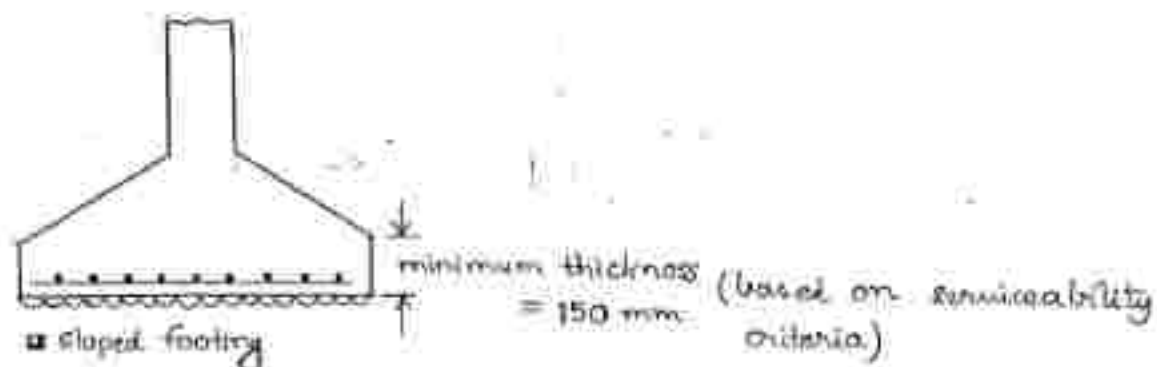 minimum thickness (based on serviceability
= 150 mm criteria)
sloped footing